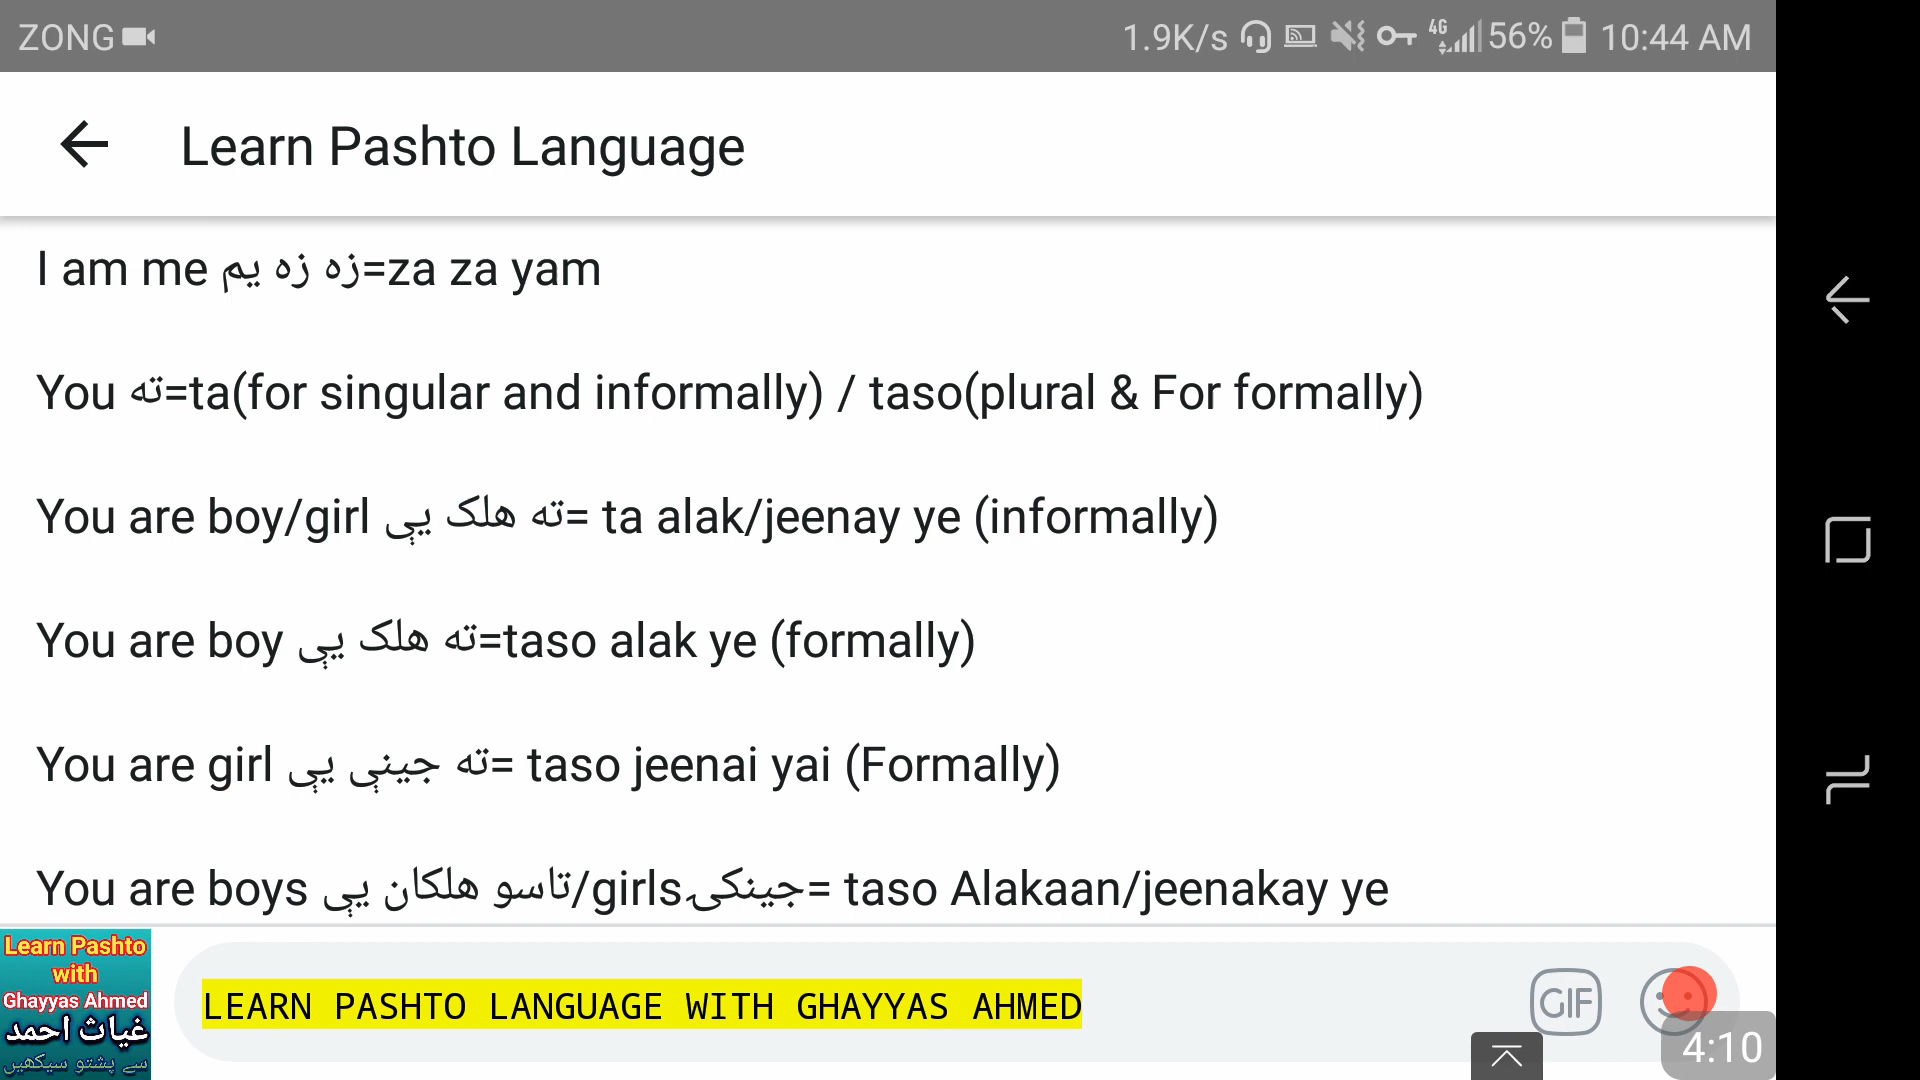 ZONG 1.9K/s 4G 56% 10:44 AM
Learn Pashto Language
I am me زه زه یم=za za yam
You ته=ta(for singular and informally) / taso(plural & For formally)
You are boy/girl ته هلک یې= ta alak/jeenay ye (informally)
You are boy ته هلک یې=taso alak ye (formally)
You are girl ته جینې یې= taso jeenai yai (Formally)
You are boys تاسو هلکان یې/girlsجینکۍ= taso Alakaan/jeenakay ye
Learn Pashto
with
Ghayyas Ahmed
غیاث احمد
سے پشتو سیکھیں
LEARN PASHTO LANGUAGE WITH GHAYYAS AHMED
GIF
4:10